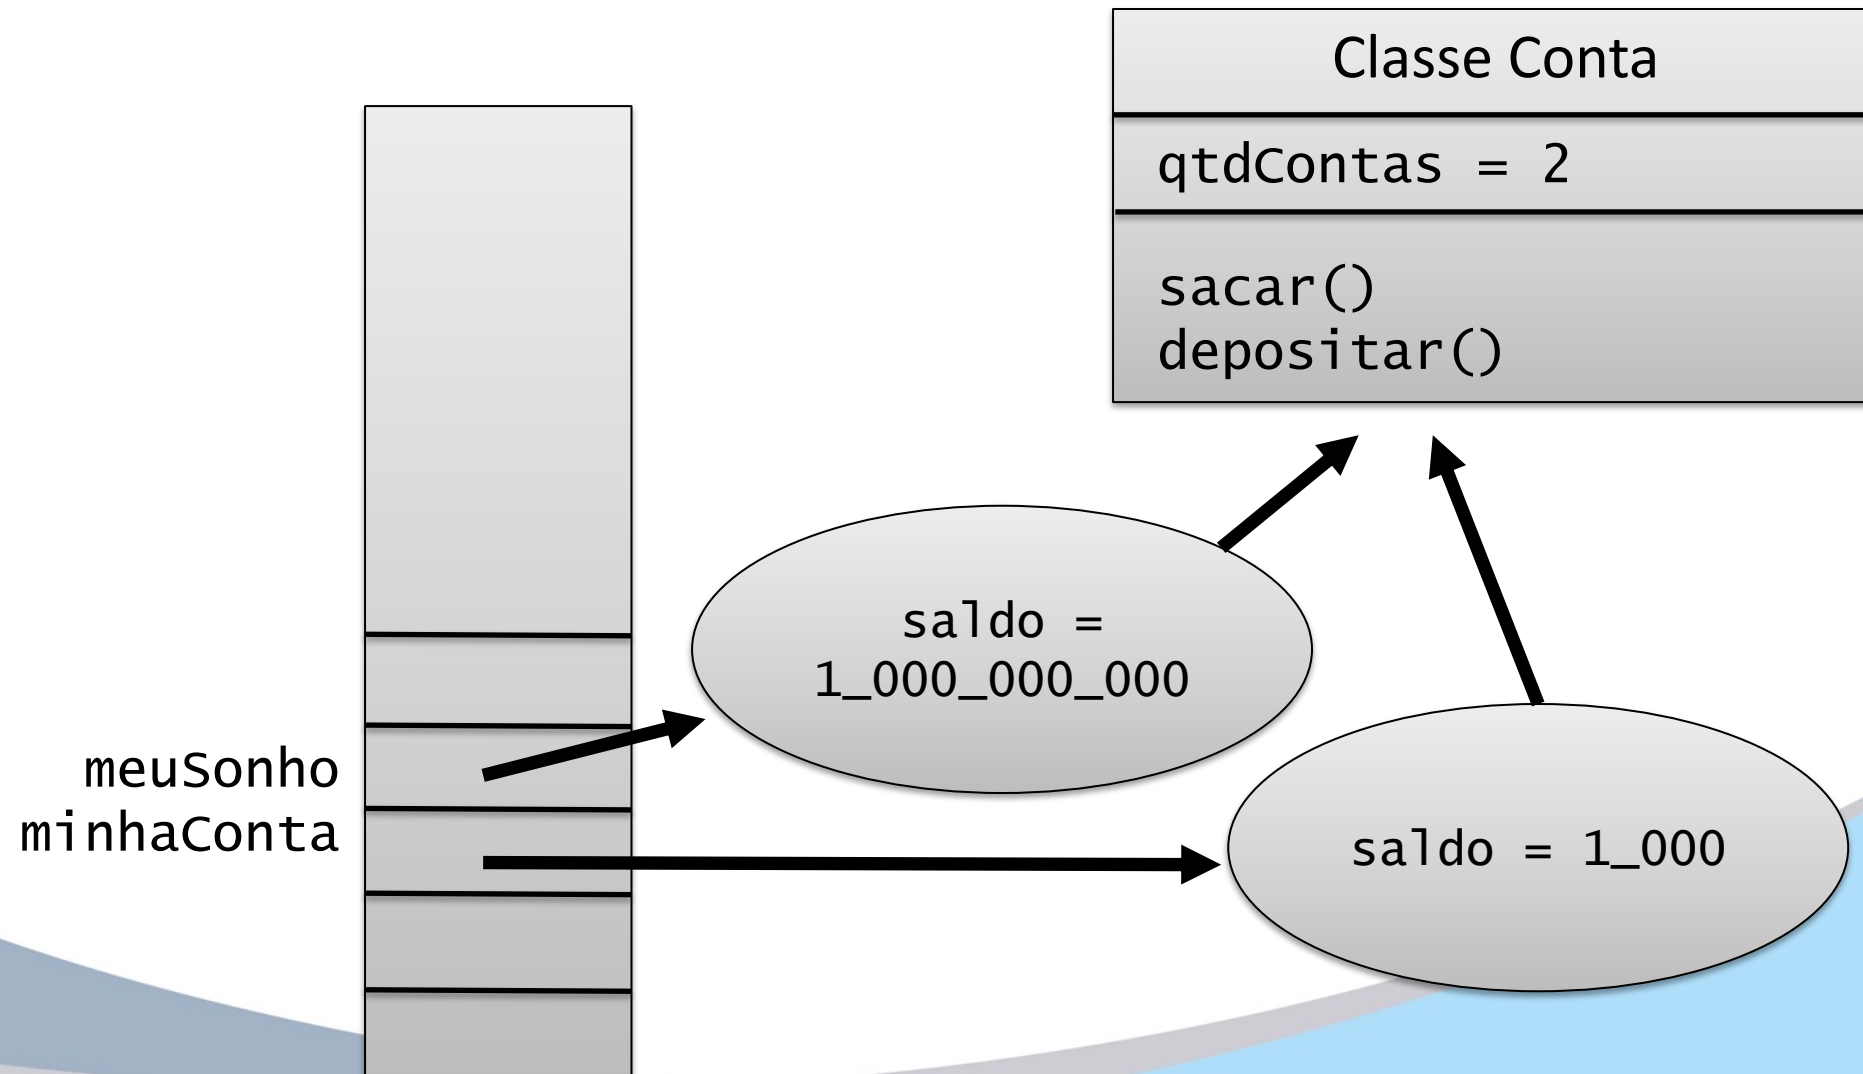 Classe Conta
qtdContas = 2
sacar()
depositar()
saldo =
1_000_000_000
meuSonho
minhaConta
saldo = 1_000